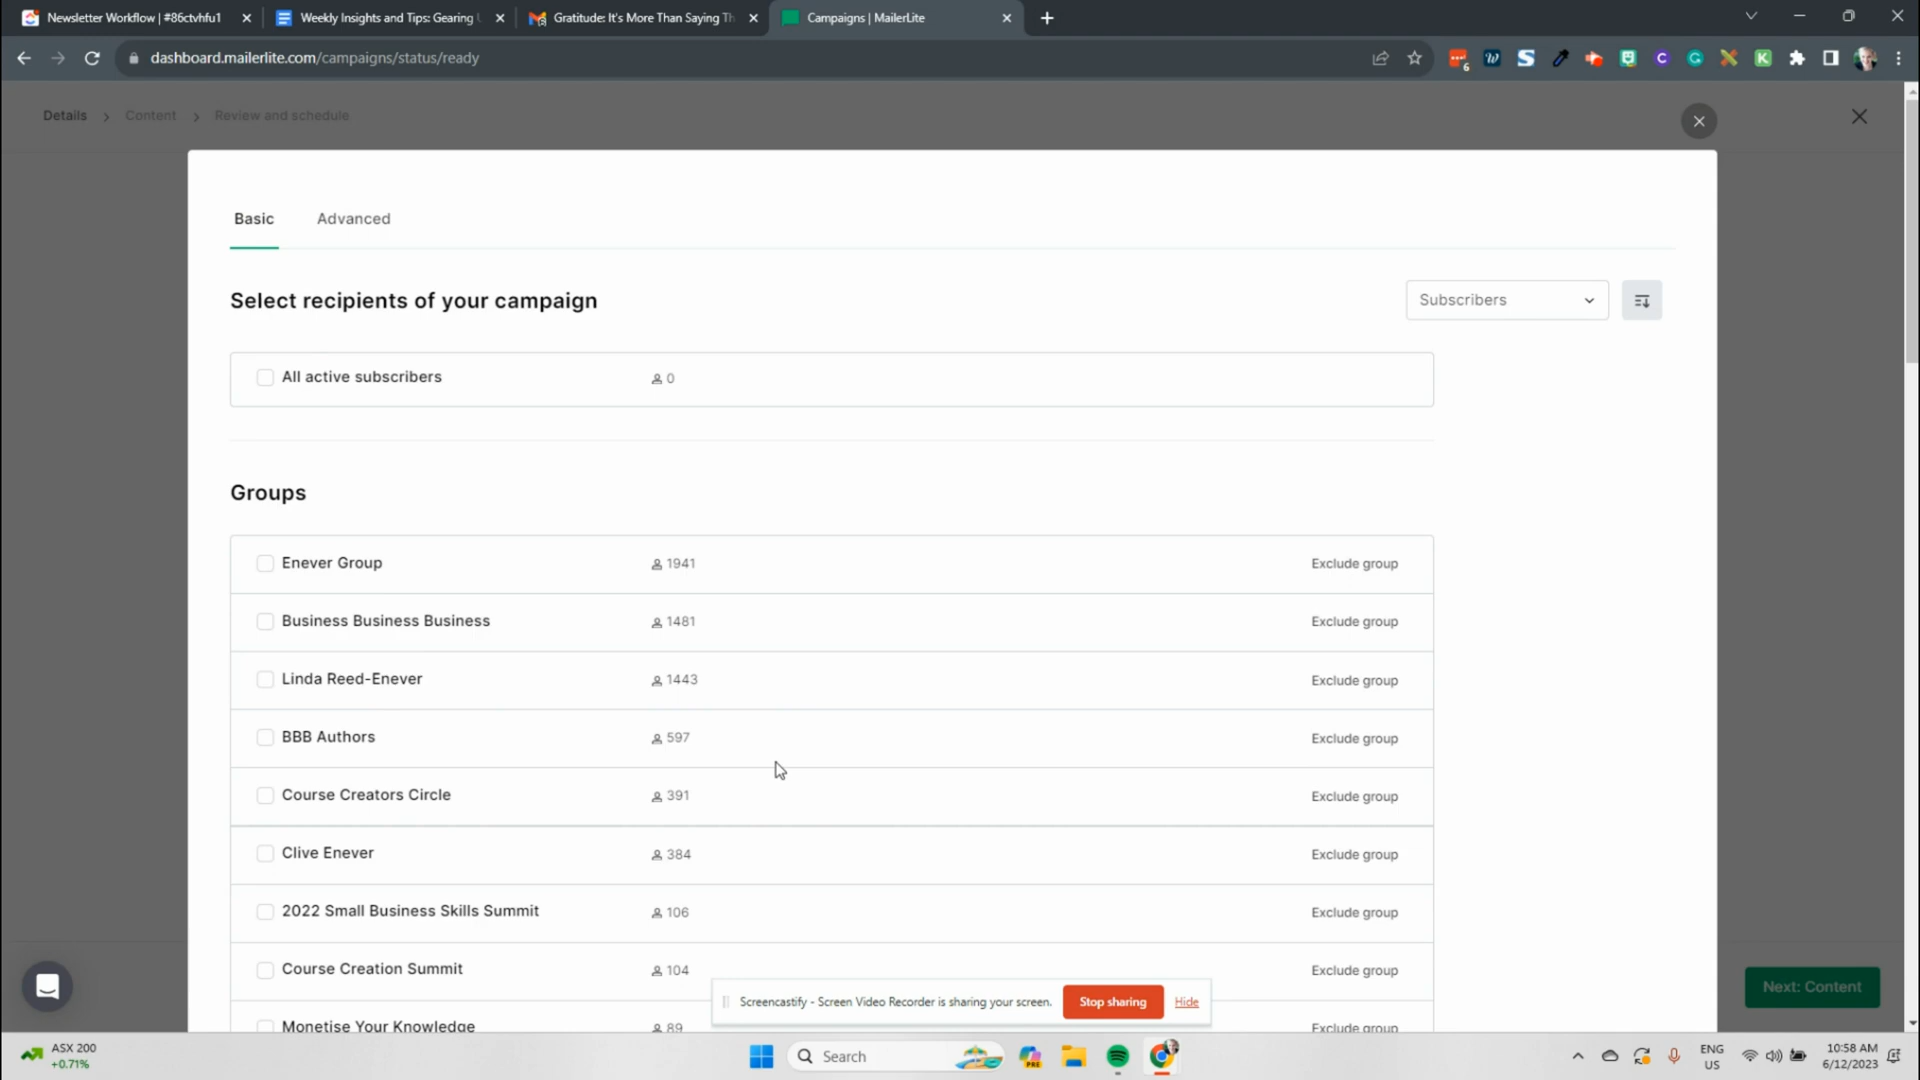 Newsletter Workflow | #86ctvhfu1
Weekly Insights and Tips: Gearing
Gratitude: It's More Than Saying Th
Campaigns | MailerLite
dashboard.mailerlite.com/campaigns/status/ready
6
Details
Content
Review and schedule
Basic
Advanced
Select recipients of your campaign
Subscribers
All active subscribers
0
Groups
Enever Group 1941 Exclude group
Business Business Business 1481 Exclude group
Linda Reed-Enever 1443 Exclude group
BBB Authors 597 Exclude group
Course Creators Circle 391 Exclude group
Clive Enever 384 Exclude group
2022 Small Business Skills Summit 106 Exclude group
Course Creation Summit 104 Exclude group
Monetise Your Knowledge 89 Exclude group
Next: Content
Screencastify - Screen Video Recorder is sharing your screen.
Stop sharing
Hide
ASX 200
+0.71%
Search
PRE
ENG
US
10:58 AM
6/12/2023